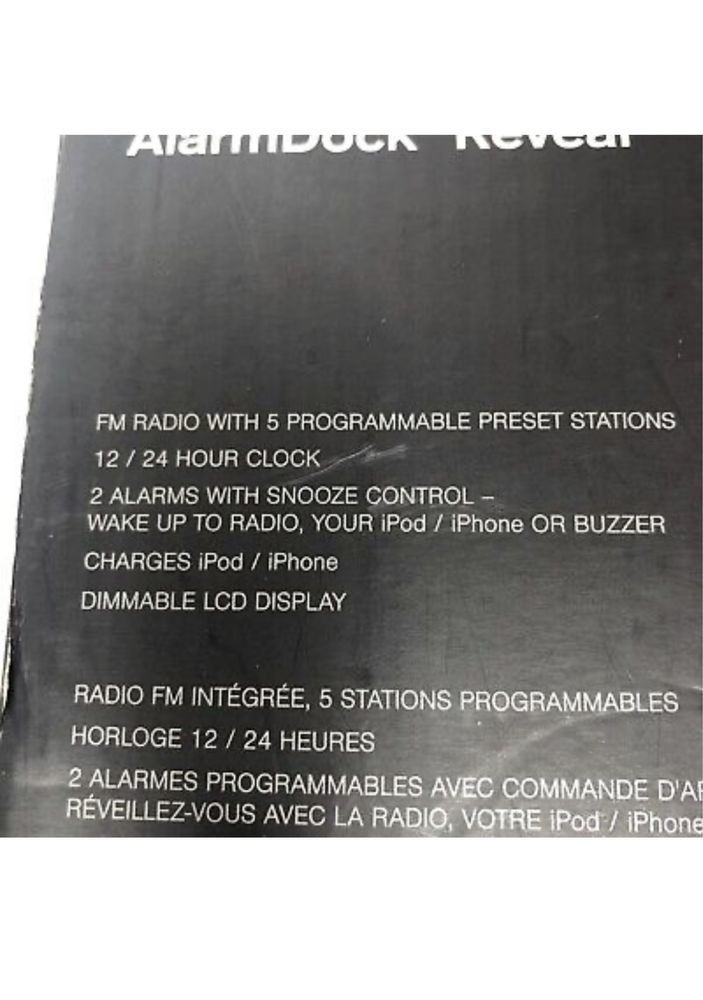 AlarmDock Reveal
FM RADIO WITH 5 PROGRAMMABLE PRESET STATIONS
12 / 24 HOUR CLOCK
2 ALARMS WITH SNOOZE CONTROL –
WAKE UP TO RADIO, YOUR iPod / iPhone OR BUZZER
CHARGES iPod / iPhone
DIMMABLE LCD DISPLAY
RADIO FM INTÉGRÉE, 5 STATIONS PROGRAMMABLES
HORLOGE 12 / 24 HEURES
2 ALARMES PROGRAMMABLES AVEC COMMANDE
RÉVEILLEZ-VOUS AVEC LA RADIO, VOTRE iPod / iPhone